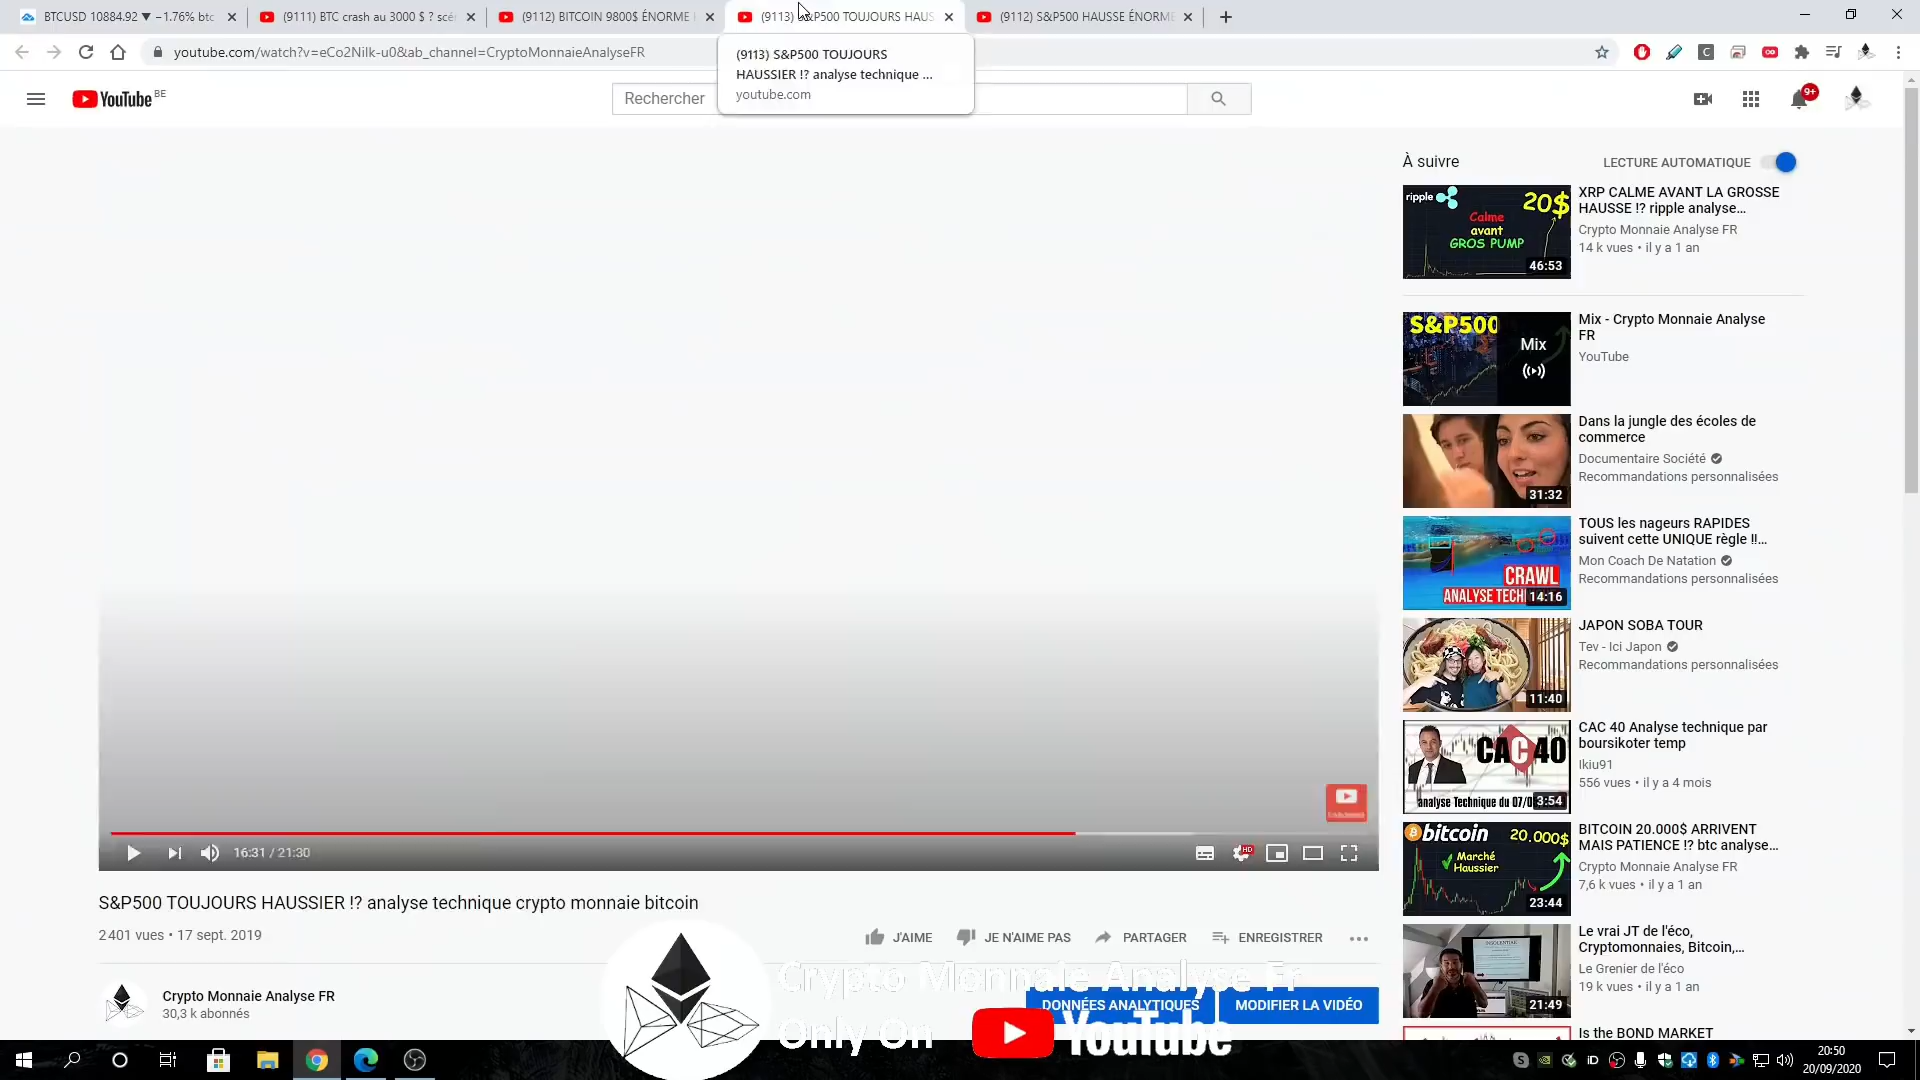 BTCUSD 10884.92 ▼ −1.76% btc
(9111) BTC crash au 3000 $ ? scé
(9112) BITCOIN 9800$ ÉNORME
(9113) S&P500 TOUJOURS HAUS
(9112) S&P500 HAUSSE ÉNORME
youtube.com/watch?v=eCo2Nilk-u0&ab_channel=CryptoMonnaieAnalyseFR
(9113) S&P500 TOUJOURS
HAUSSIER !? analyse technique ...
youtube.com
YouTube BE
Rechercher
9+
À suivre
LECTURE AUTOMATIQUE
ripple
20$
Calme
avant
GROS PUMP
46:53
XRP CALME AVANT LA GROSSE
HAUSSE !? ripple analyse...
Crypto Monnaie Analyse FR
14 k vues • il y a 1 an
S&P500
Mix
Mix - Crypto Monnaie Analyse
FR
YouTube
31:32
Dans la jungle des écoles de
commerce
Documentaire Société
Recommandations personnalisées
CRAWL
14:16
TOUS les nageurs RAPIDES
suivent cette UNIQUE règle !!...
Mon Coach De Natation
Recommandations personnalisées
11:40
JAPON SOBA TOUR
Tev - Ici Japon
Recommandations personnalisées
CAC 40
analyse Technique du 07/0
3:54
CAC 40 Analyse technique par
boursikoter temp
Ikiu91
556 vues • il y a 4 mois
bitcoin
20.000$
Marché
Haussier
23:44
BITCOIN 20.000$ ARRIVENT
MAIS PATIENCE !? btc analyse...
Crypto Monnaie Analyse FR
7,6 k vues • il y a 1 an
21:49
Le vrai JT de l'éco,
Cryptomonnaies, Bitcoin,...
Le Grenier de l'éco
19 k vues • il y a 1 an
Is the BOND MARKET
16:31 / 21:30
HD
S&P500 TOUJOURS HAUSSIER !? analyse technique crypto monnaie bitcoin
2 401 vues • 17 sept. 2019
J'AIME
JE N'AIME PAS
PARTAGER
ENREGISTRER
Crypto Monnaie Analyse FR
30,3 k abonnés
DONNÉES ANALYTIQUES
MODIFIER LA VIDÉO
Crypto Monnaie Analyse Fr
Only On
YouTube
20:50
20/09/2020